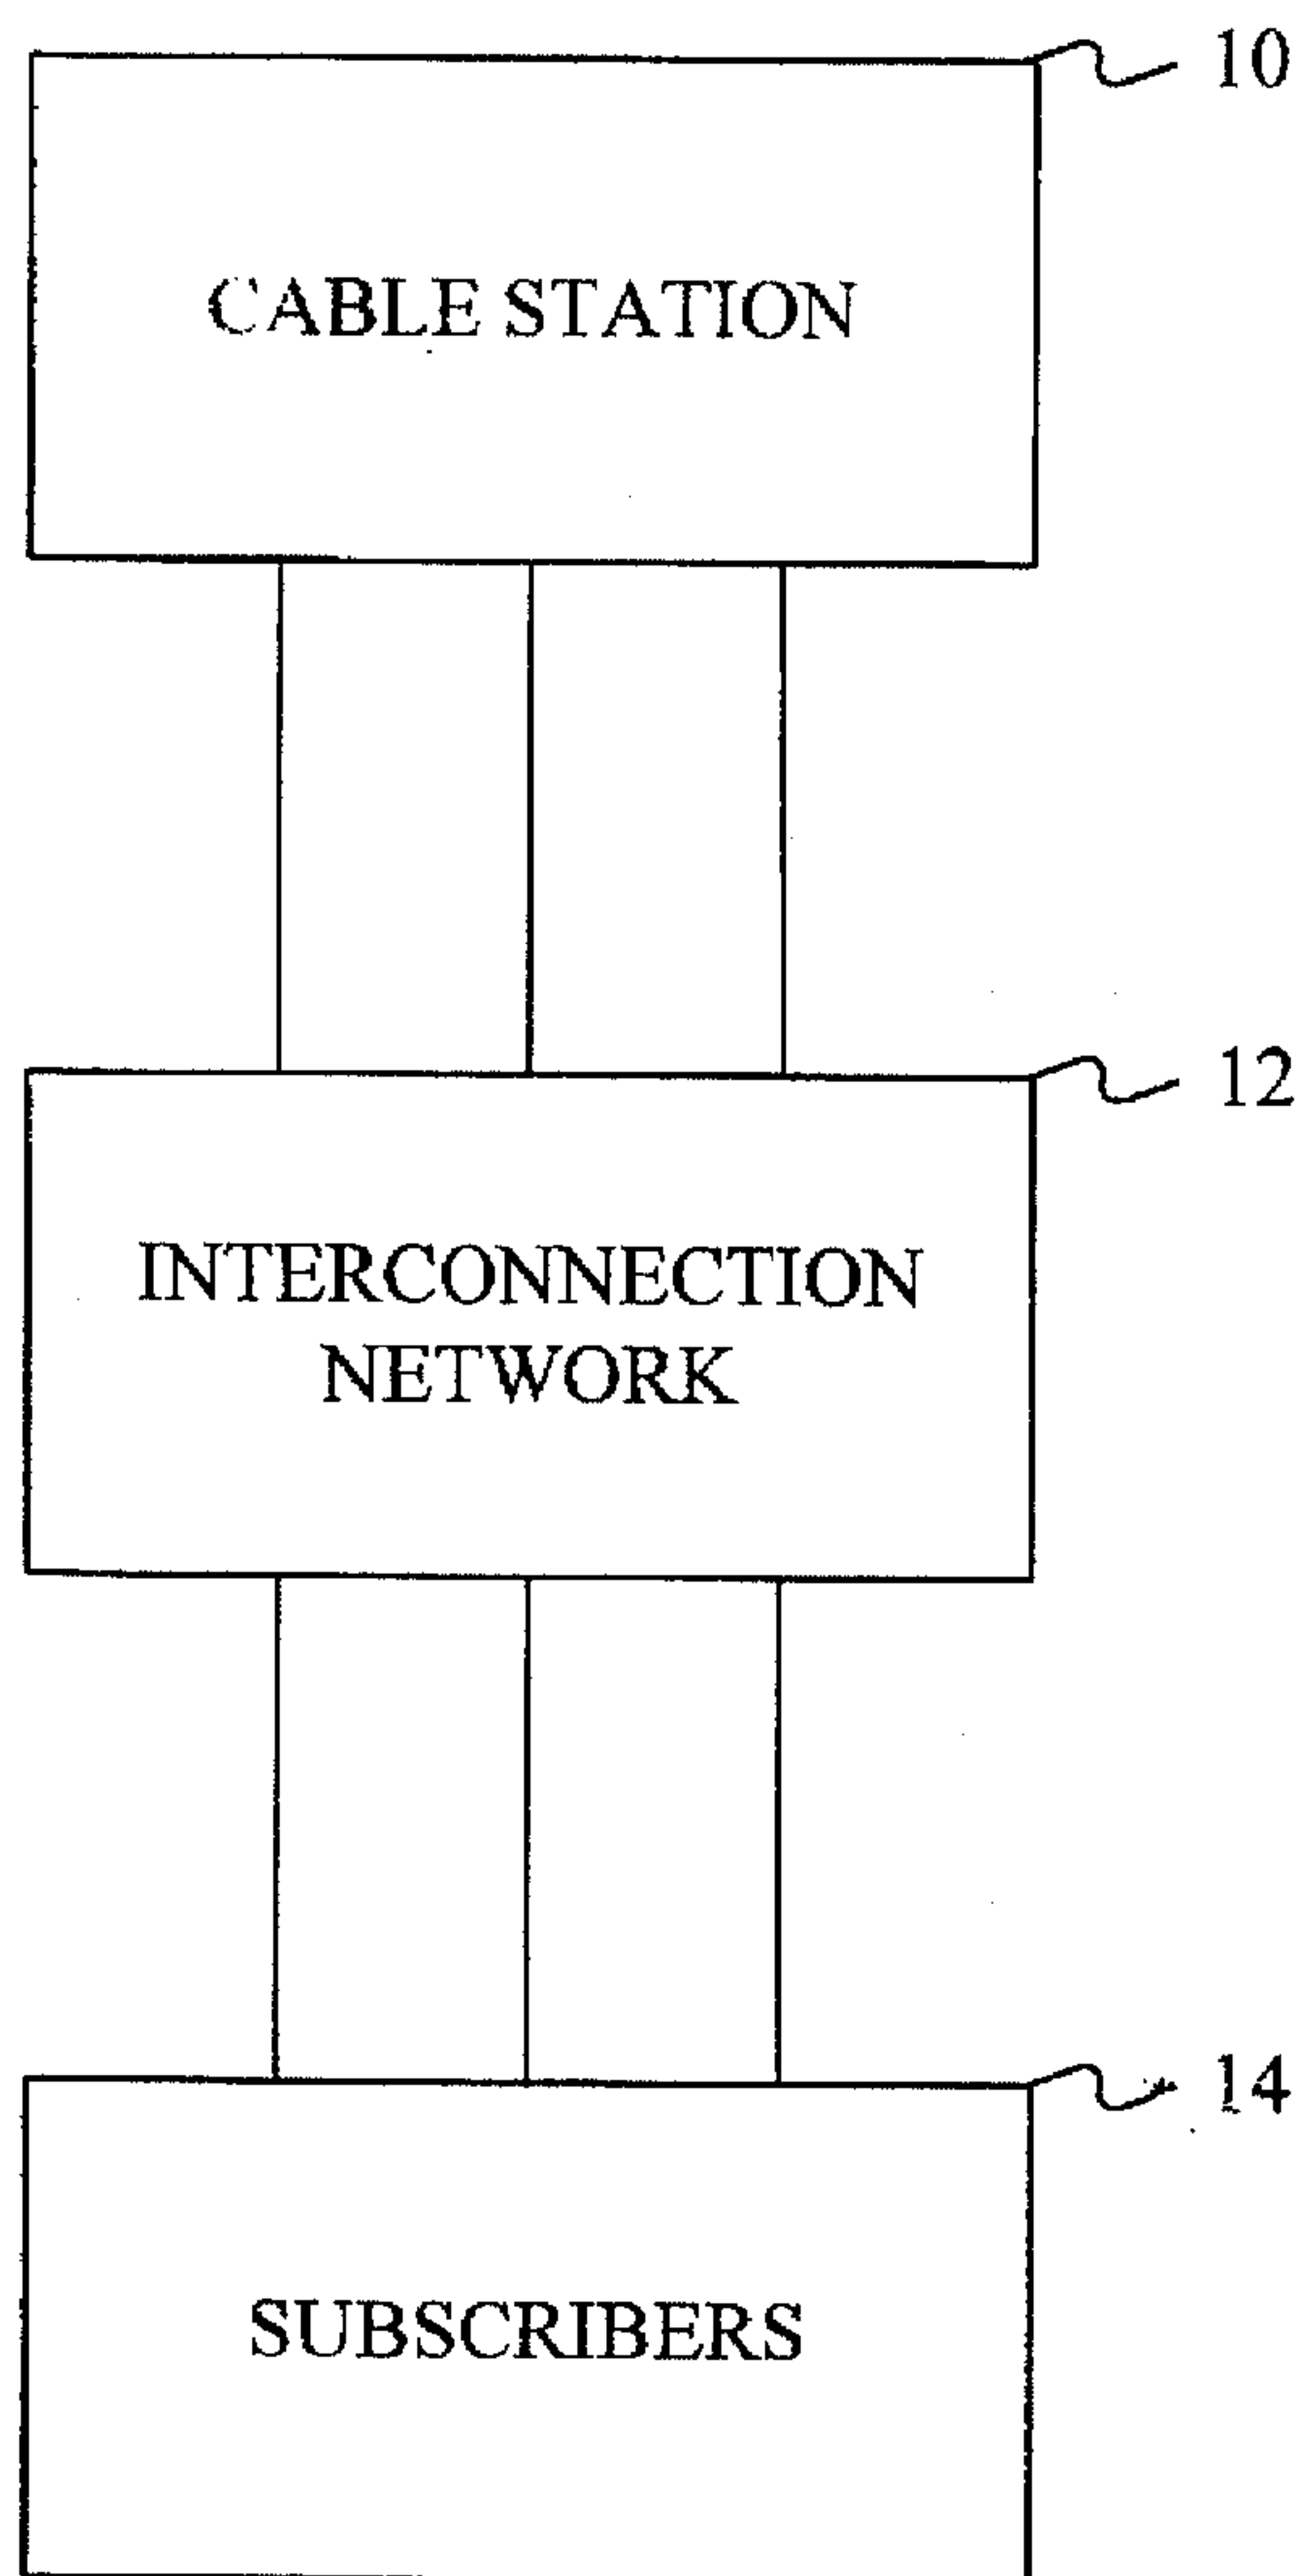 10
CABLE STATION
12
INTERCONNECTION
NETWORK
14
SUBSCRIBERS